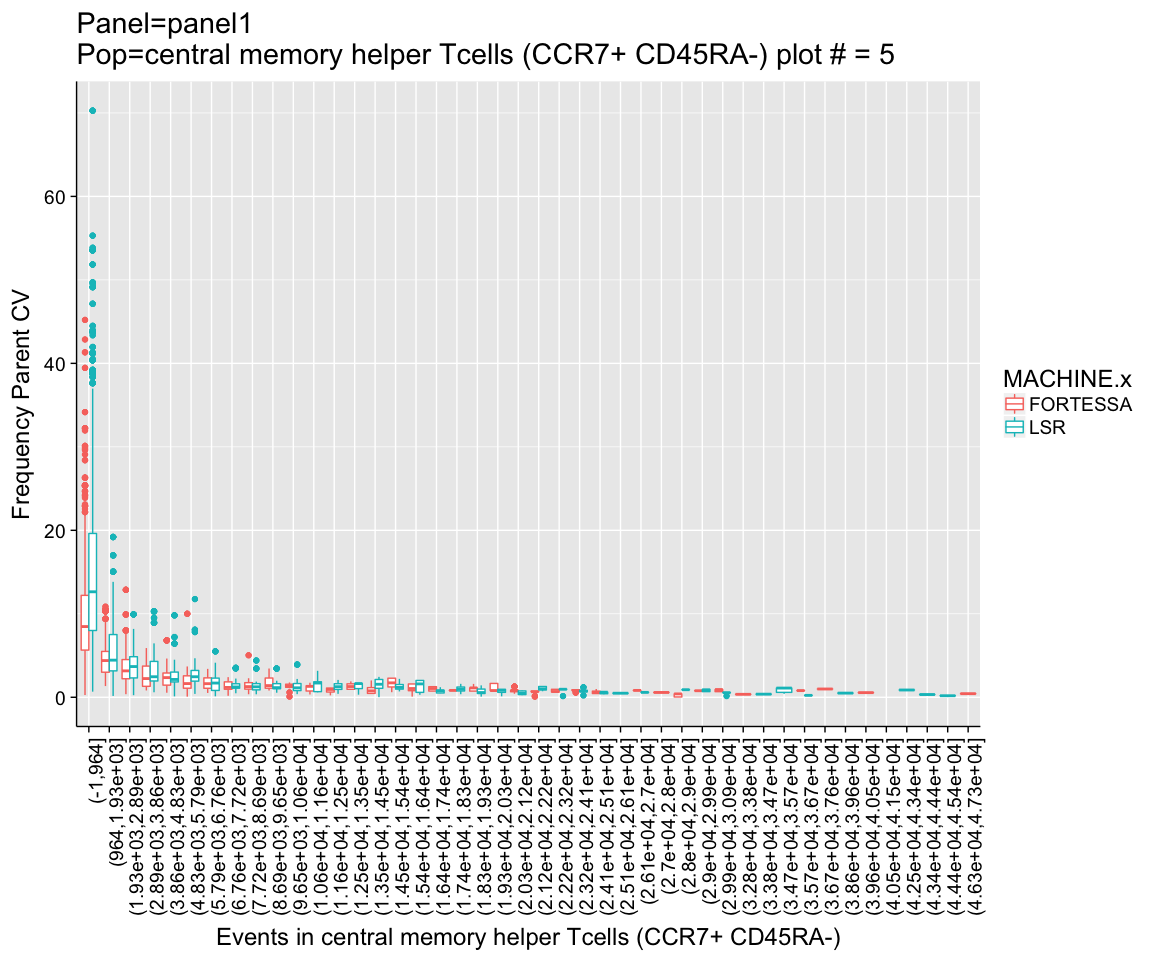 Panel=panel1
Pop=central memory helper Tcells (CCR7+ CD45RA-) plot # = 5
Frequency Parent CV
60
40
20
0
MACHINE.x
FORTESSA
LSR
(-1,964]
(964,1.93e+03]
(1.93e+03,2.89e+03]
(2.89e+03,3.86e+03]
(3.86e+03,4.83e+03]
(4.83e+03,5.79e+03]
(5.79e+03,6.76e+03]
(6.76e+03,7.72e+03]
(7.72e+03,8.69e+03]
(8.69e+03,9.65e+03]
(9.65e+03,1.06e+04]
(1.06e+04,1.16e+04]
(1.16e+04,1.25e+04]
(1.25e+04,1.35e+04]
(1.35e+04,1.45e+04]
(1.45e+04,1.54e+04]
(1.54e+04,1.64e+04]
(1.64e+04,1.74e+04]
(1.74e+04,1.83e+04]
(1.83e+04,1.93e+04]
(1.93e+04,2.03e+04]
(2.03e+04,2.12e+04]
(2.12e+04,2.22e+04]
(2.22e+04,2.32e+04]
(2.32e+04,2.41e+04]
(2.41e+04,2.51e+04]
(2.51e+04,2.61e+04]
(2.61e+04,2.7e+04]
(2.7e+04,2.8e+04]
(2.8e+04,2.9e+04]
(2.9e+04,2.99e+04]
(2.99e+04,3.09e+04]
(3.28e+04,3.38e+04]
(3.38e+04,3.47e+04]
(3.47e+04,3.57e+04]
(3.57e+04,3.67e+04]
(3.67e+04,3.76e+04]
(3.86e+04,3.96e+04]
(3.96e+04,4.05e+04]
(4.05e+04,4.15e+04]
(4.25e+04,4.34e+04]
(4.34e+04,4.44e+04]
(4.44e+04,4.54e+04]
(4.63e+04,4.73e+04]
Events in central memory helper Tcells (CCR7+ CD45RA-)